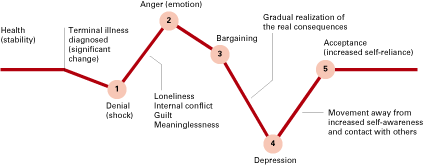 Health
(stability)
Terminal illness
diagnosed
(significant
change)
1
Denial
(shock)
Anger (emotion)
2
Loneliness
Internal conflict
Guilt
Meaninglessness
Bargaining
3
Gradual realization of
the real consequences
4
Depression
Acceptance
(increased self-reliance)
5
Movement away from
increased self-awareness
and contact with others